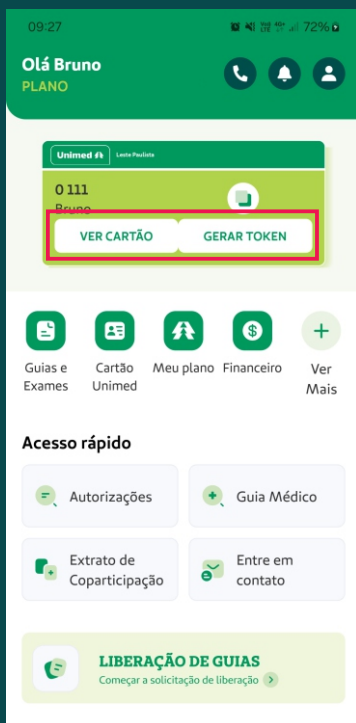 09:27
72%
Olá Bruno
PLANO
Unimed Leste Paulista
0 111
Bruno
VER CARTÃO GERAR TOKEN
Guias e Exames
Cartão Unimed
Meu plano
Financeiro
Ver Mais
Acesso rápido
Autorizações
Guia Médico
Extrato de Coparticipação
Entre em contato
LIBERAÇÃO DE GUIAS
Começar a solicitação de liberação